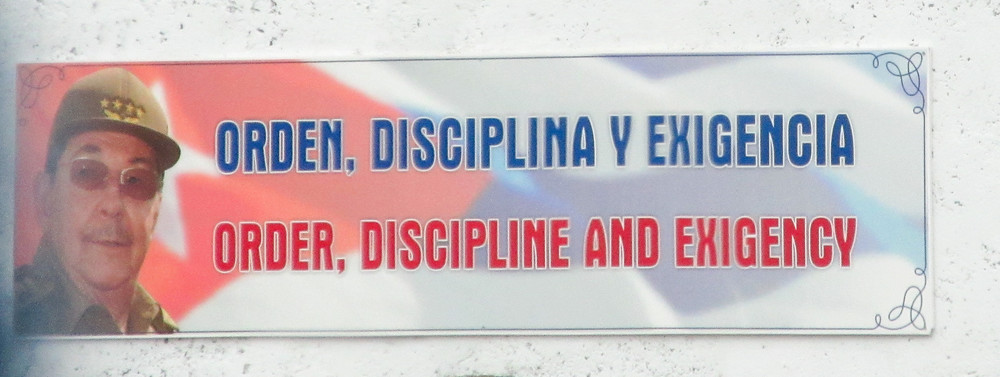 ORDEN, DISCIPLINA Y EXIGENCIA
ORDER, DISCIPLINE AND EXIGENCY